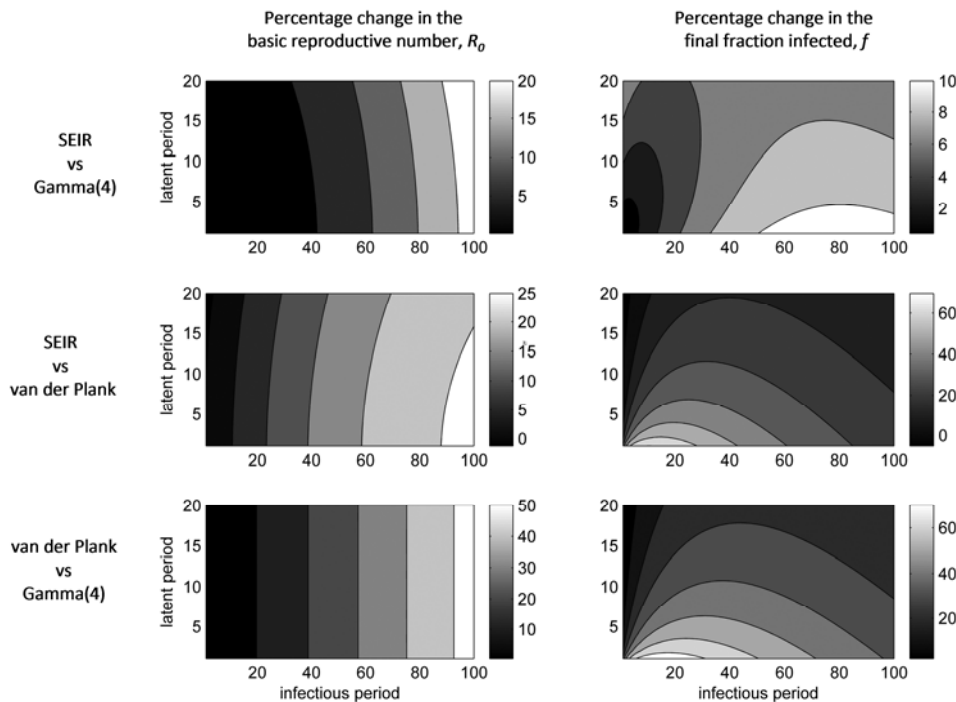 Percentage change in the
basic reproductive number, R0
Percentage change in the
final fraction infected, f
SEIR
vs
Gamma(4)
latent period
20
15
10
5
20 40 60 80 100
20
15
10
5
20
15
10
5
20 40 60 80 100
10
8
6
4
2
SEIR
vs
van der Plank
latent period
20
15
10
5
20 40 60 80 100
25
20
15
10
5
0
20
15
10
5
20 40 60 80 100
60
40
20
0
van der Plank
vs
Gamma(4)
latent period
20
15
10
5
20 40 60 80 100
infectious period
50
40
30
20
10
20
15
10
5
20 40 60 80 100
infectious period
60
40
20